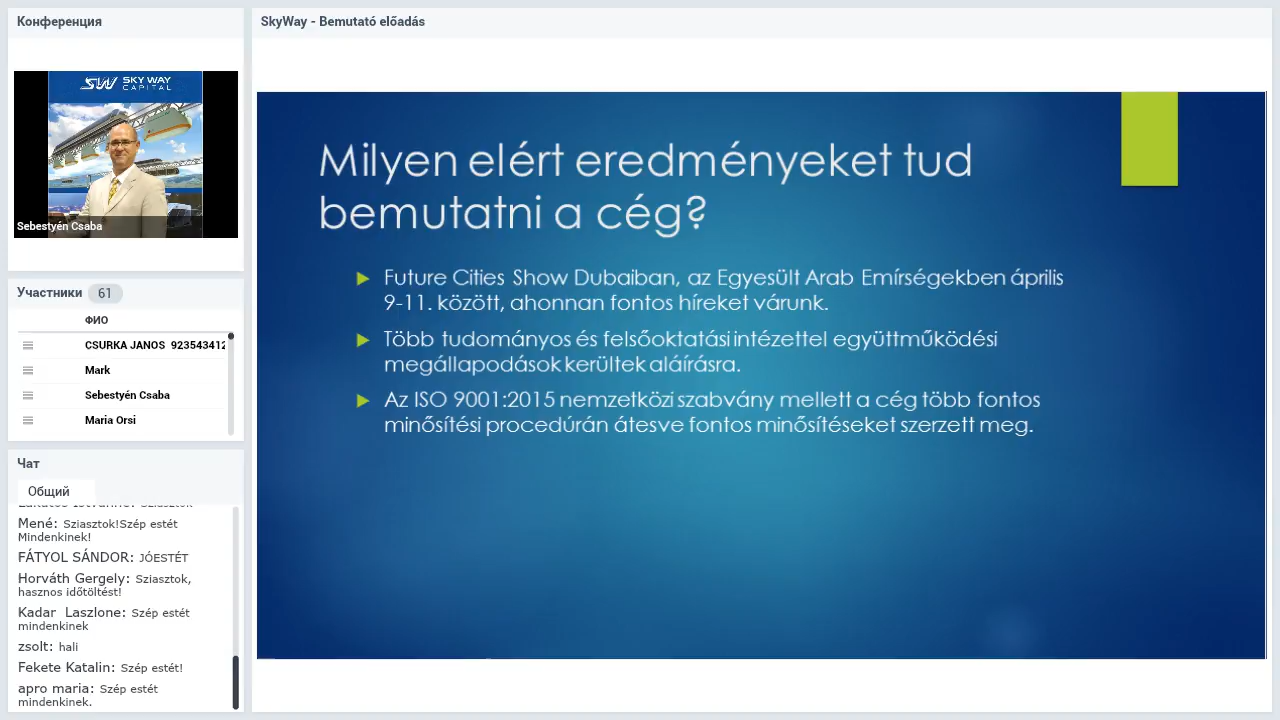 Конференция
SKY WAY
CAPITAL
Sebestyén Csaba
Участники 61
ФИО
CSURKA JANOS 923543412
Mark
Sebestyén Csaba
Maria Orsi
Чат
Общий
Mené: Sziasztok!Szép estét
Mindenkinek!
FÁTYOL SÁNDOR: JÓESTÉT
Horváth Gergely: Sziasztok,
hasznos időtöltést!
Kadar Laszlone: Szép estét
mindenkinek
zsolt: hali
Fekete Katalin: Szép estét!
apro maria: Szép estét
mindenkinek.
SkyWay - Bemutató előadás
Milyen elért eredményeket tud
bemutatni a cég?
Future Cities Show Dubaiban, az Egyesült Arab Emírségekben április
9-11. között, ahonnan fontos híreket várunk.
Több tudományos és felsőoktatási intézettel együttműködési
megállapodások kerültek aláírásra.
Az ISO 9001:2015 nemzetközi szabvány mellett a cég több fontos
minősítési procedúrán átesve fontos minősítéseket szerzett meg.